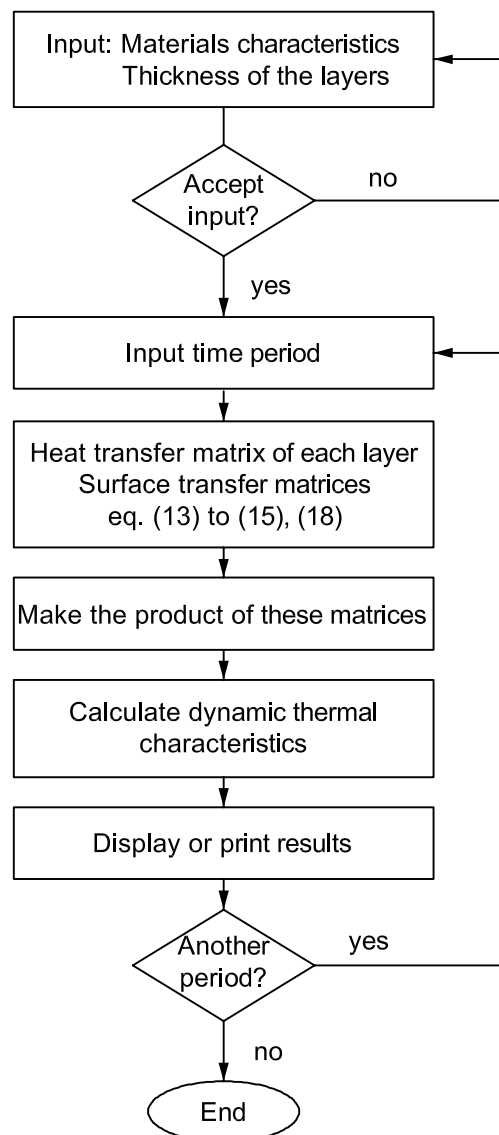 Input: Materials characteristics
Thickness of the layers
Accept
input?
no
yes
Input time period
Heat transfer matrix of each layer
Surface transfer matrices
eq. (13) to (15), (18)
Make the product of these matrices
Calculate dynamic thermal
characteristics
Display or print results
Another
period?
yes
no
End